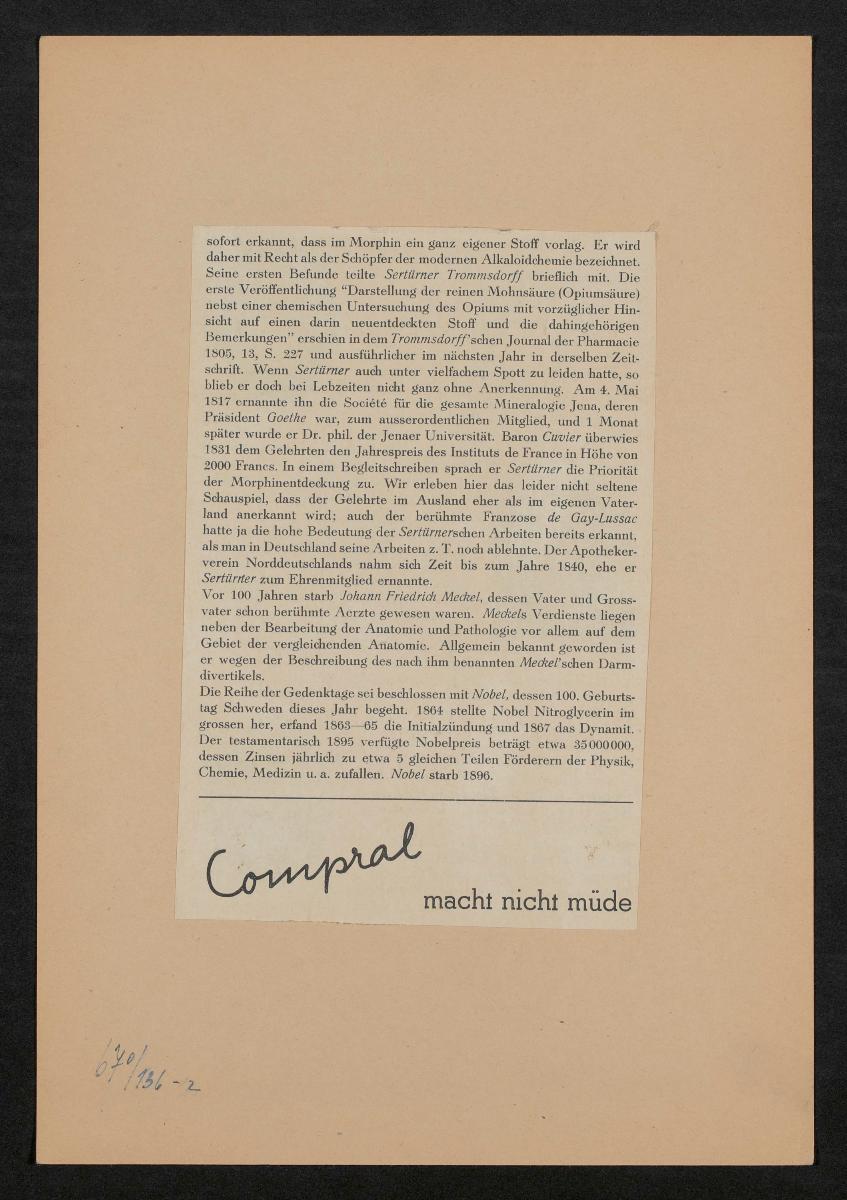 sofort erkannt, dass im Morphin ein ganz eigener Stoff vorlag. Er wird
daher mit Recht als der Schöpfer der modernen Alkaloidchemie bezeichnet.
Seine ersten Befunde teilte Sertürner Trommsdorff brieflich mit. Die
erste Veröffentlichung “Darstellung der reinen Mohnsäure (Opiumsäure)
nebst einer chemischen Untersuchung des Opiums mit vorzüglicher Hin-
sicht auf einen darin neuentdeckten Stoff und die dahingehörigen
Bemerkungen” erschien in dem Trommsdorff'schen Journal der Pharmacie
1805, 13, S. 227 und ausführlicher im nächsten Jahr in derselben Zeit-
schrift. Wenn Sertürner auch unter vielfachem Spott zu leiden hatte, so
blieb er doch bei Lebzeiten nicht ganz ohne Anerkennung. Am 4. Mai
1817 ernannte ihn die Société für die gesamte Mineralogie Jena, deren
Präsident Goethe war, zum ausserordentlichen Mitglied, und 1 Monat
später wurde er Dr. phil. der Jenaer Universität. Baron Cuvier überwies
1831 dem Gelehrten den Jahrespreis des Instituts de France in Höhe von
2000 Francs. In einem Begleitschreiben sprach er Sertürner die Priorität
der Morphinentdeckung zu. Wir erleben hier das leider nicht seltene
Schauspiel, dass der Gelehrte im Ausland eher als im eigenen Vater-
land anerkannt wird; auch der berühmte Franzose de Gay-Lussac
hatte ja die hohe Bedeutung der Sertürnerschen Arbeiten bereits erkannt,
als man in Deutschland seine Arbeiten z. T. noch ablehnte. Der Apotheker-
verein Norddeutschlands nahm sich Zeit bis zum Jahre 1840, ehe er
Sertürner zum Ehrenmitglied ernannte.
Vor 100 Jahren starb Johann Friedrich Meckel, dessen Vater und Gross-
vater schon berühmte Aerzte gewesen waren. Meckels Verdienste liegen
neben der Bearbeitung der Anatomie und Pathologie vor allem auf dem
Gebiet der vergleichenden Anatomie. Allgemein bekannt geworden ist
er wegen der Beschreibung des nach ihm benannten Meckel'schen Darm-
divertikels.
Die Reihe der Gedenktage sei beschlossen mit Nobel, dessen 100. Geburts-
tag Schweden dieses Jahr begeht. 1864 stellte Nobel Nitroglycerin im
grossen her, erfand 1863—65 die Initialzündung und 1867 das Dynamit.
Der testamentarisch 1895 verfügte Nobelpreis beträgt etwa 35000000,
dessen Zinsen jährlich zu etwa 5 gleichen Teilen Förderern der Physik,
Chemie, Medizin u. a. zufallen. Nobel starb 1896.
Compral
macht nicht müde
670/136-2